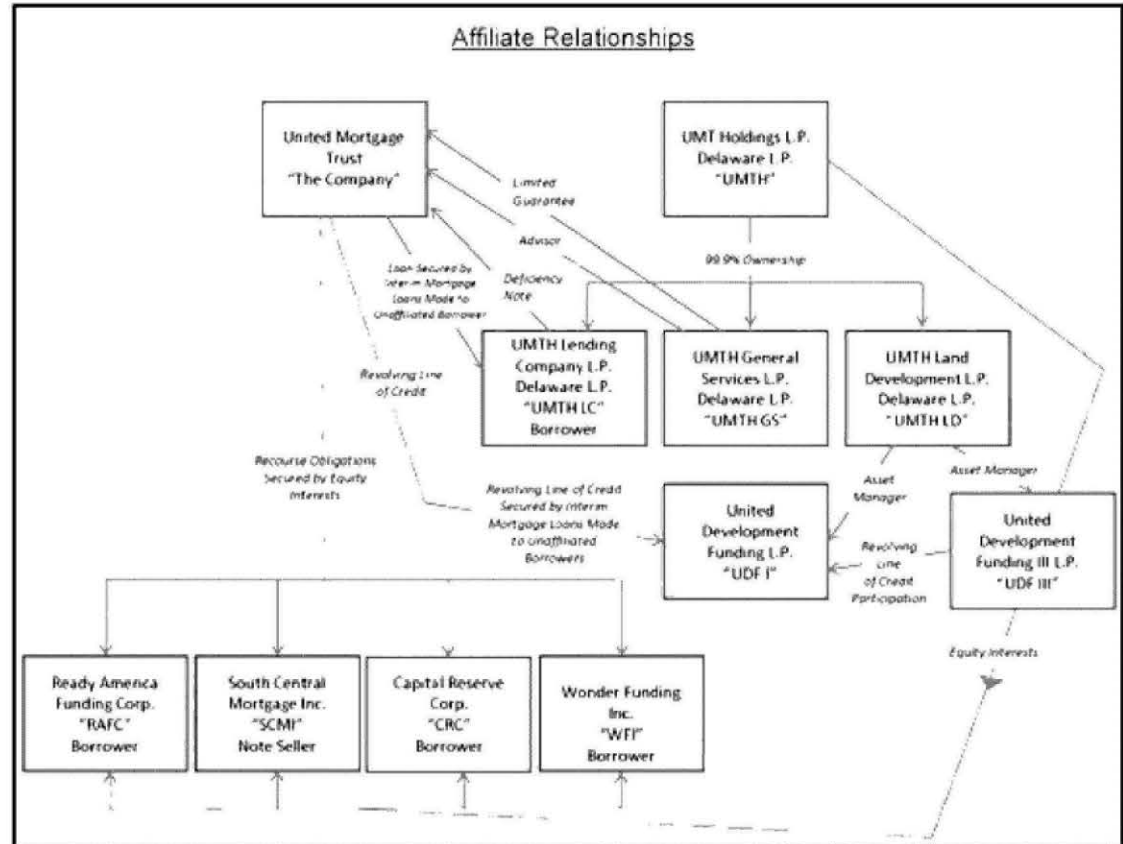 Affiliate Relationships
United Mortgage
Trust
"The Company"
UMT Holdings L.P.
Delaware L.P.
"UMTH"
Limited
Guarantee
Advisor
99.9% Ownership
Loan Secured by
Interim Mortgage
Loans Made to
Unaffiliated Borrower
Deficiency
Note
UMTH Lending
Company L.P.
Delaware L.P.
"UMTH LC"
Borrower
UMTH General
Services L.P.
Delaware L.P.
"UMTH GS"
UMTH Land
Development L.P.
Delaware L.P.
"UMTH LD"
Revolving Line
of Credit
Recourse Obligations
Secured by Equity
Interests
Revolving Line of Credit
Secured by Interim
Mortgage Loans Made
to Unaffiliated
Borrowers
Asset
Manager
Asset Manager
United
Development
Funding L.P.
"UDF I"
Revolving
Line
of Credit
Participation
United
Development
Funding III L.P.
"UDF III"
Equity Interests
Ready America
Funding Corp.
"RAFC"
Borrower
South Central
Mortgage Inc.
"SCMI"
Note Seller
Capital Reserve
Corp.
"CRC"
Borrower
Wonder Funding
Inc.
"WFI"
Borrower